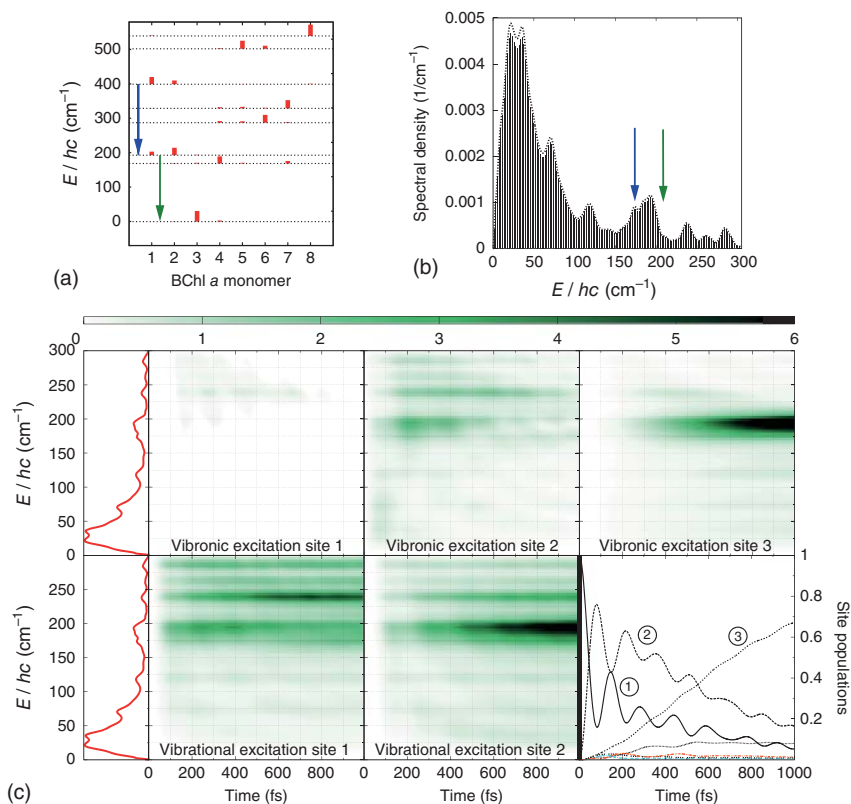 500
400
300
200
100
0
E / hc (cm⁻¹)
1 2 3 4 5 6 7 8
BChl a monomer
(a)
0.005
0.004
0.003
0.002
0.001
0
Spectral density (1/cm⁻¹)
0 50 100 150 200 250 300
E / hc (cm⁻¹)
(b)
0 1 2 3 4 5 6
300
250
200
150
100
50
0
E / hc (cm⁻¹)
Vibronic excitation site 1
Vibronic excitation site 2
Vibronic excitation site 3
250
200
150
100
50
0
E / hc (cm⁻¹)
Vibrational excitation site 1
Vibrational excitation site 2
1
2
3
1
0.8
0.6
0.4
0.2
Site populations
0 200 400 600 800
0 200 400 600 800
0 200 400 600 800 1000
Time (fs)
Time (fs)
Time (fs)
(c)